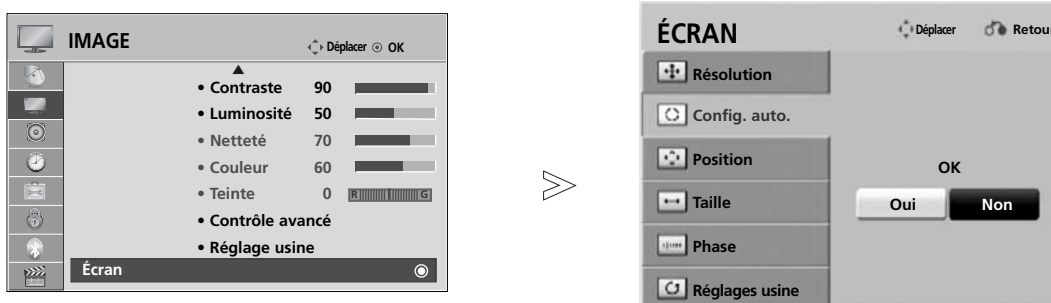 IMAGE
Déplacer OK
• Contraste 90
• Luminosité 50
• Netteté 70
• Couleur 60
• Teinte 0 R G
• Contrôle avancé
• Réglage usine
Écran
ÉCRAN
Déplacer Retour
Résolution
Config. auto.
Position
Taille
Phase
Réglages usine
OK
Oui Non